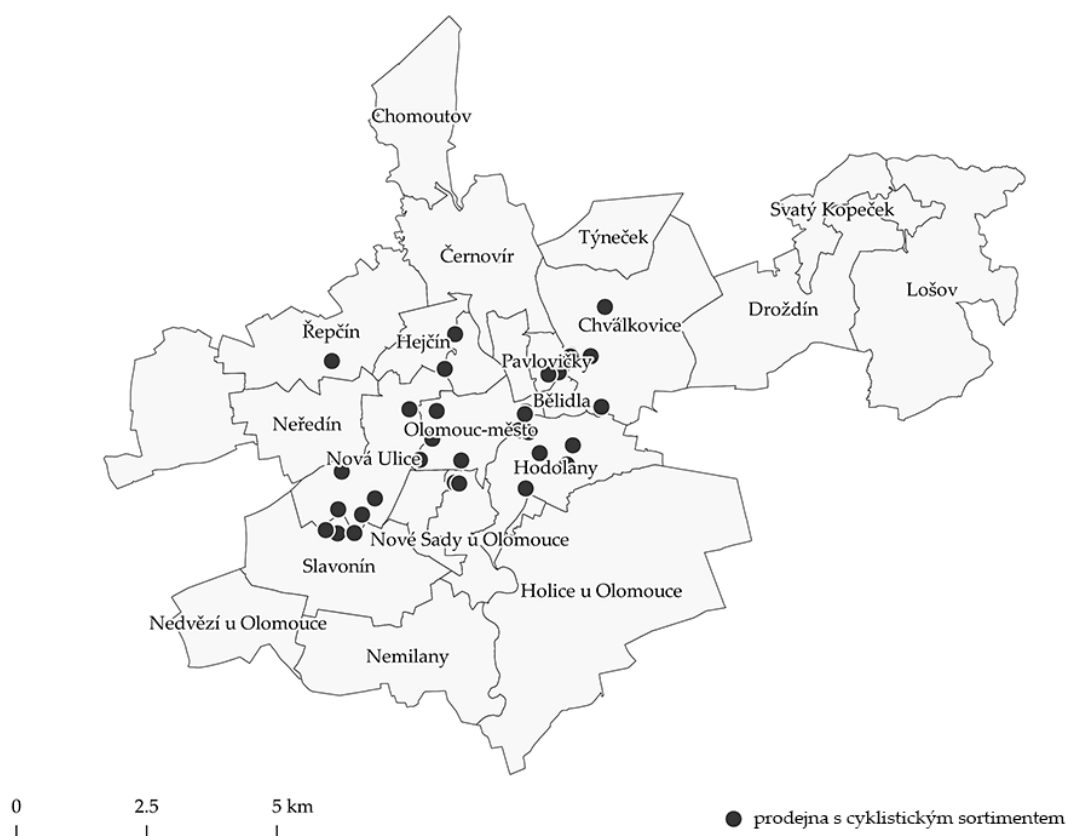 Chomoutov
Svatý Kopeček
Týneček
Černovír
Lošov
Droždín
Chválkovice
Řepčín
Hejčín
Pavlovičky
Bělidla
Neředín
Olomouc-město
Nová Ulice
Hodolany
Nové Sady u Olomouce
Slavonín
Holice u Olomouce
Nedvězí u Olomouce
Nemilany
0 2.5 5 km
prodejna s cyklistickým sortimentem